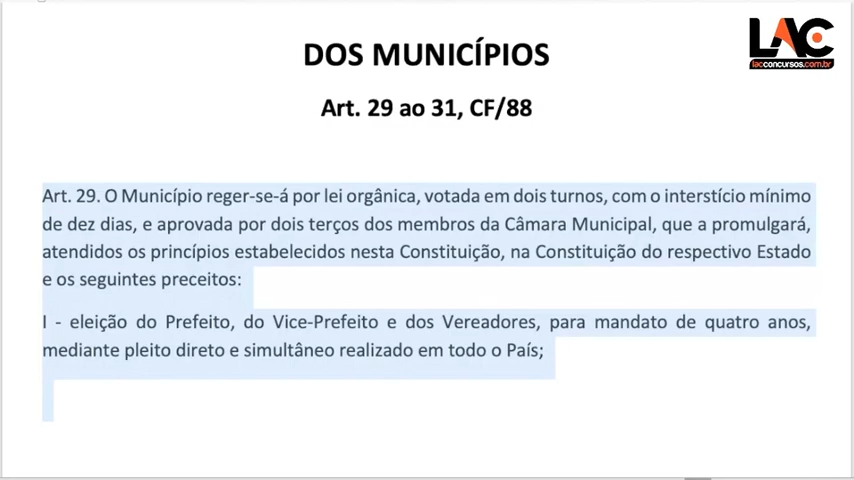 DOS MUNICÍPIOS
LAC
lacconcursos.com.br
Art. 29 ao 31, CF/88
Art. 29. O Município reger-se-á por lei orgânica, votada em dois turnos, com o interstício mínimo
de dez dias, e aprovada por dois terços dos membros da Câmara Municipal, que a promulgará,
atendidos os princípios estabelecidos nesta Constituição, na Constituição do respectivo Estado
e os seguintes preceitos:
I - eleição do Prefeito, do Vice-Prefeito e dos Vereadores, para mandato de quatro anos,
mediante pleito direto e simultâneo realizado em todo o País;